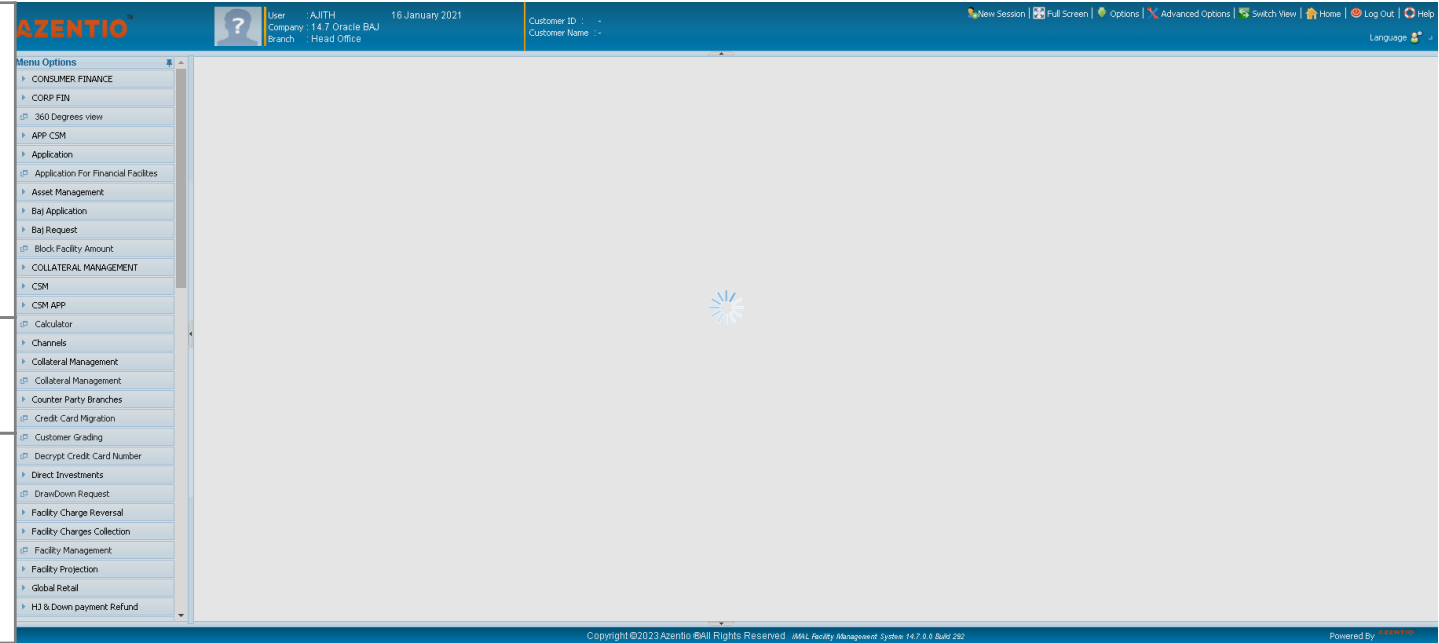 AZENTIO™
User : AJITH 16 January 2021
Company : 14.7 Oracle BAJ
Branch : Head Office
Customer ID : -
Customer Name : -
New Session | Full Screen | Options | Advanced Options | Switch View | Home | Log Out | Help
Language
Menu Options
CONSUMER FINANCE
CORP FIN
360 Degrees view
APP CSM
Application
Application For Financial Facilites
Asset Management
Baj Application
Baj Request
Block Facility Amount
COLLATERAL MANAGEMENT
CSM
CSM APP
Calculator
Channels
Collateral Management
Collateral Management
Counter Party Branches
Credit Card Migration
Customer Grading
Decrypt Credit Card Number
Direct Investments
DrawDown Request
Facility Charge Reversal
Facility Charges Collection
Facility Management
Facility Projection
Global Retail
HJ & Down payment Refund
Copyright©2023 Azentio ®All Rights Reserved iMAL Facility Management System 14.7.0.0 Build 292
Powered By AZENTIO